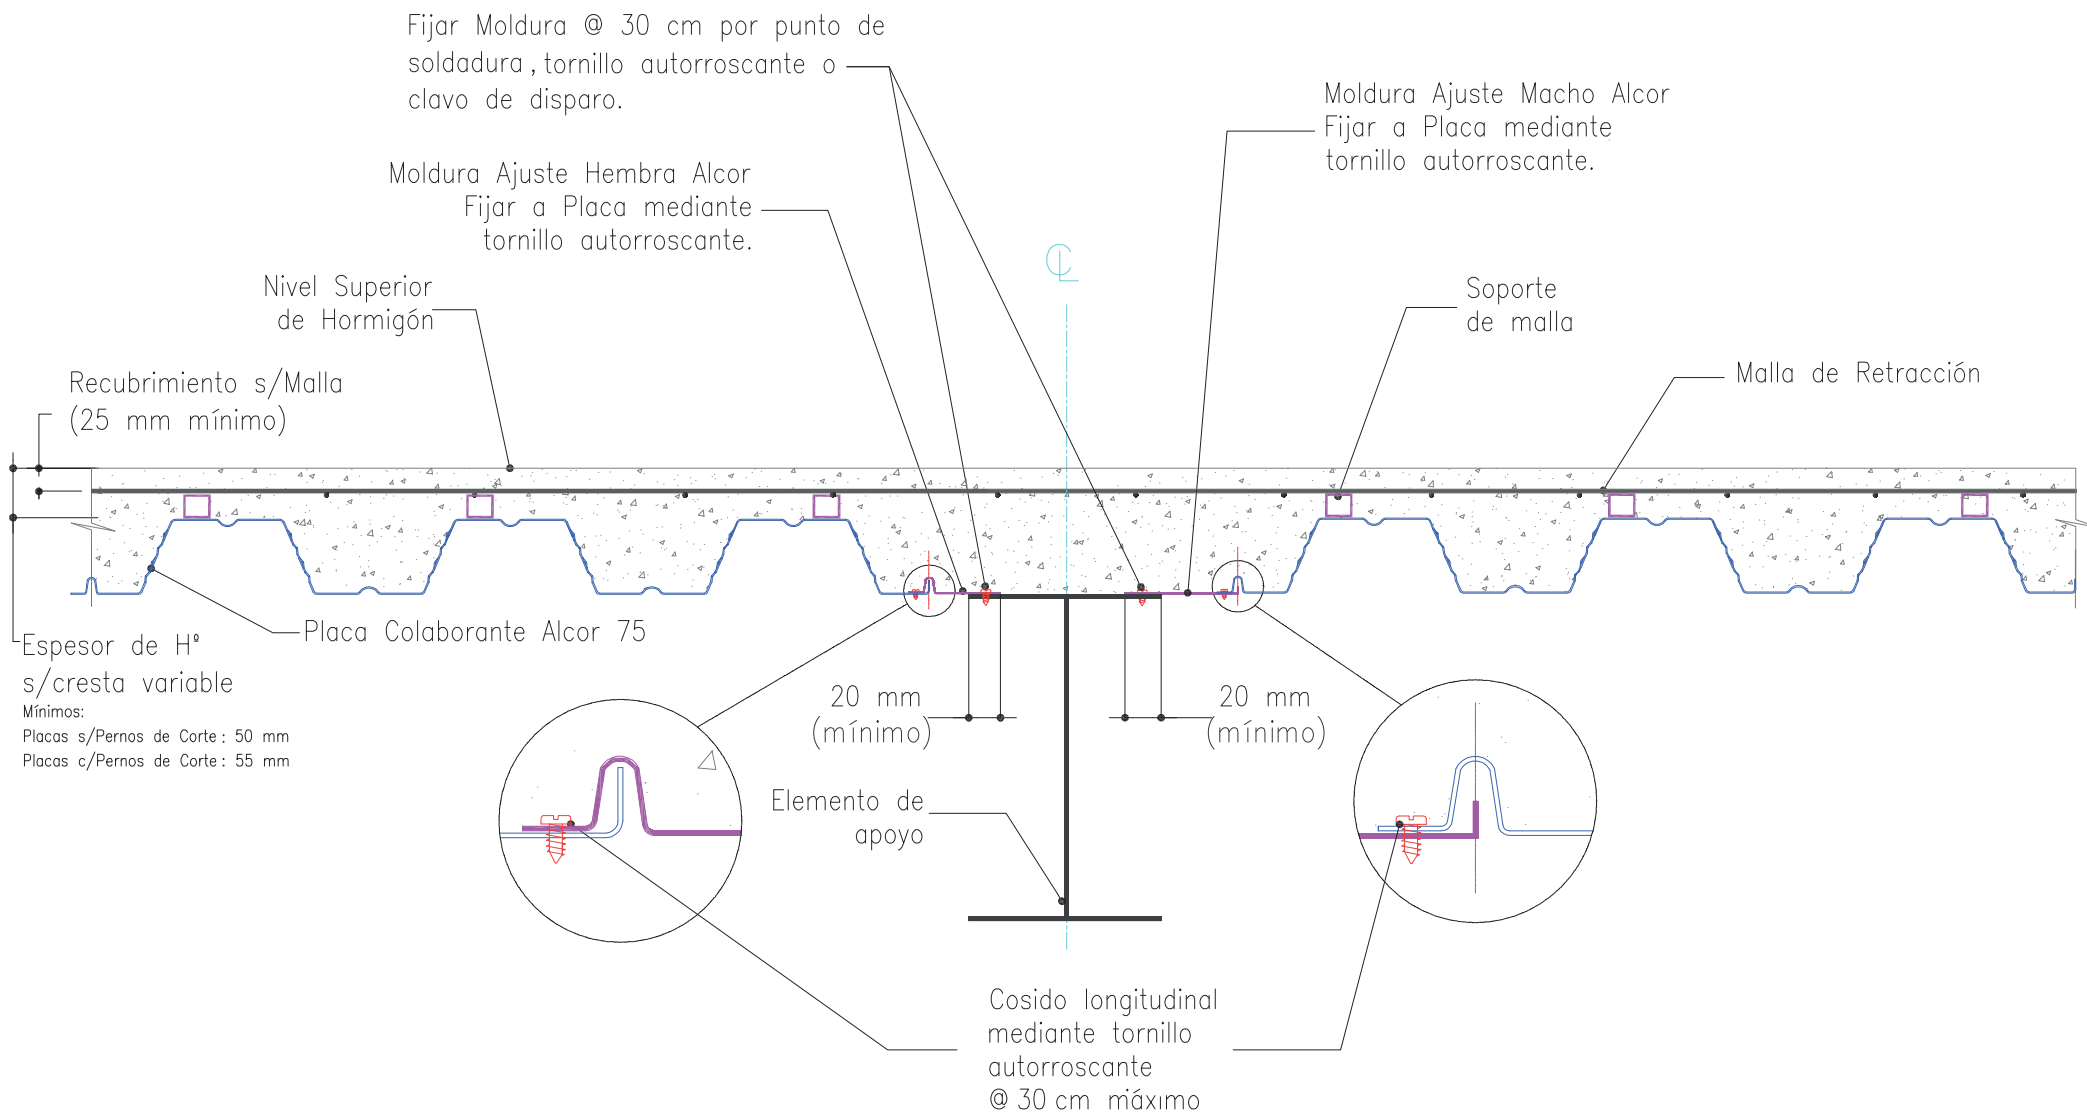 Fijar Moldura @ 30 cm por punto de
soldadura, tornillo autorroscante o
clavo de disparo.
Moldura Ajuste Macho Alcor
Fijar a Placa mediante
tornillo autorroscante.
Moldura Ajuste Hembra Alcor
Fijar a Placa mediante
tornillo autorroscante.
CL
Nivel Superior
de Hormigón
Soporte
de malla
Recubrimiento s/Malla
(25 mm mínimo)
Malla de Retracción
Placa Colaborante Alcor 75
Espesor de Hº
s/cresta variable
Mínimos:
Placas s/Pernos de Corte: 50 mm
Placas c/Pernos de Corte: 55 mm
20 mm
(mínimo)
20 mm
(mínimo)
Elemento de
apoyo
Cosido longitudinal
mediante tornillo
autorroscante
@ 30 cm máximo